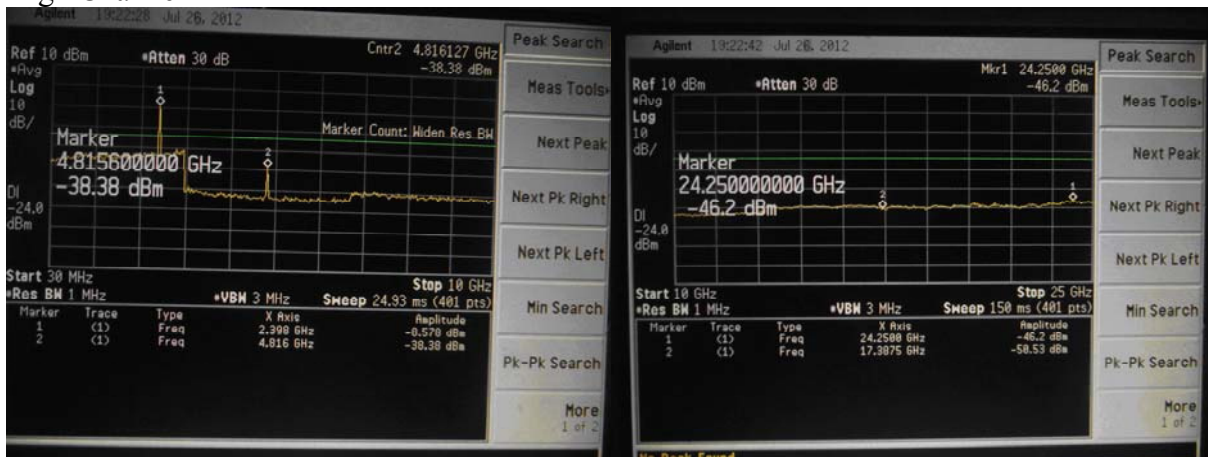 Agilent 19:22:28 Jul 26, 2012
Ref 10 dBm *Atten 30 dB
Cntr2 4.816127 GHz
-38.38 dBm
*Avg
Log
10
dB/
1
2
Marker Count: Widen Res BW
Marker
4.815600000 GHz
-38.38 dBm
DI
-24.0
dBm
Start 30 MHz Stop 10 GHz
*Res BW 1 MHz *VBW 3 MHz Sweep 24.93 ms (401 pts)
Marker Trace Type X Axis Amplitude
1 (1) Freq 2.398 GHz -0.578 dBm
2 (1) Freq 4.816 GHz -38.38 dBm
Peak Search
Meas Tools
Next Peak
Next Pk Right
Next Pk Left
Min Search
Pk-Pk Search
More
1 of 2
Agilent 19:22:42 Jul 26, 2012
Ref 10 dBm *Atten 30 dB
Mkr1 24.2500 GHz
-46.2 dBm
*Avg
Log
10
dB/
Marker
24.250000000 GHz
-46.2 dBm
2
1
DI
-24.0
dBm
Start 10 GHz Stop 25 GHz
*Res BW 1 MHz *VBW 3 MHz Sweep 150 ms (401 pts)
Marker Trace Type X Axis Amplitude
1 (1) Freq 24.2500 GHz -46.2 dBm
2 (1) Freq 17.3875 GHz -50.53 dBm
No Peak Found
Peak Search
Meas Tools
Next Peak
Next Pk Right
Next Pk Left
Min Search
Pk-Pk Search
More
1 of 2